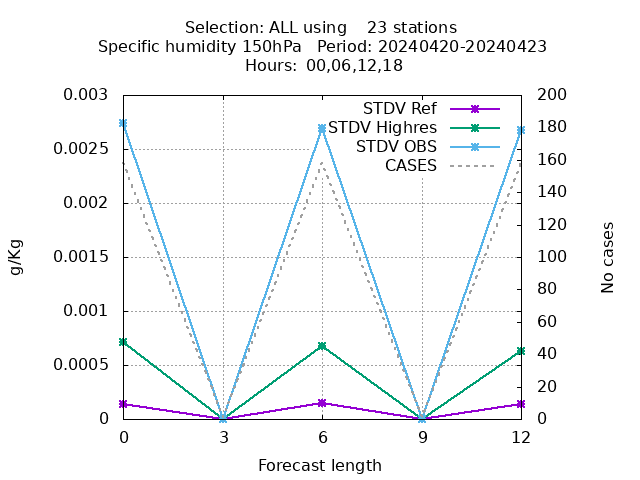 Selection: ALL using    23 stations
Specific humidity 150hPa   Period: 20240420-20240423
Hours:  00,06,12,18
0.003
0.0025
0.002
0.0015
0.001
0.0005
0
200
180
160
140
120
100
80
60
40
20
0
STDV Ref
STDV Highres
STDV OBS
CASES
g/Kg
No cases
0 3 6 9 12
Forecast length